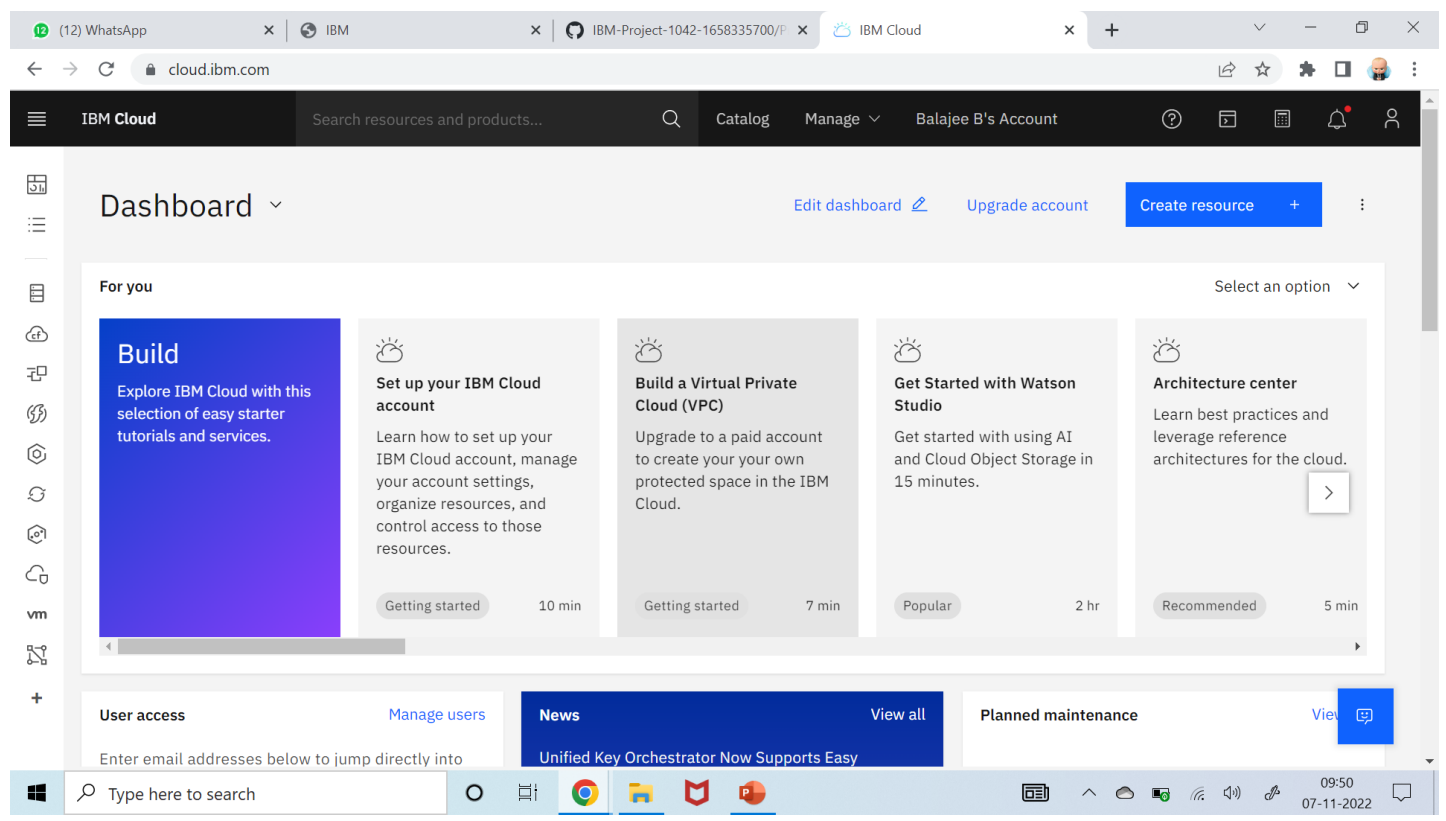 (12) WhatsApp
IBM
IBM-Project-1042-1658335700/P
IBM Cloud
cloud.ibm.com
IBM Cloud
Search resources and products...
Catalog
Manage
Balajee B's Account
Dashboard
Edit dashboard
Upgrade account
Create resource +
For you
Select an option
Build
Explore IBM Cloud with this
selection of easy starter
tutorials and services.
Set up your IBM Cloud
account
Learn how to set up your
IBM Cloud account, manage
your account settings,
organize resources, and
control access to those
resources.
Getting started
10 min
Build a Virtual Private
Cloud (VPC)
Upgrade to a paid account
to create your your own
protected space in the IBM
Cloud.
Getting started
7 min
Get Started with Watson
Studio
Get started with using AI
and Cloud Object Storage in
15 minutes.
Popular
2 hr
Architecture center
Learn best practices and
leverage reference
architectures for the cloud.
Recommended
5 min
cf
vm
User access
Manage users
Enter email addresses below to jump directly into
News
View all
Unified Key Orchestrator Now Supports Easy
Planned maintenance
Type here to search
09:50
07-11-2022